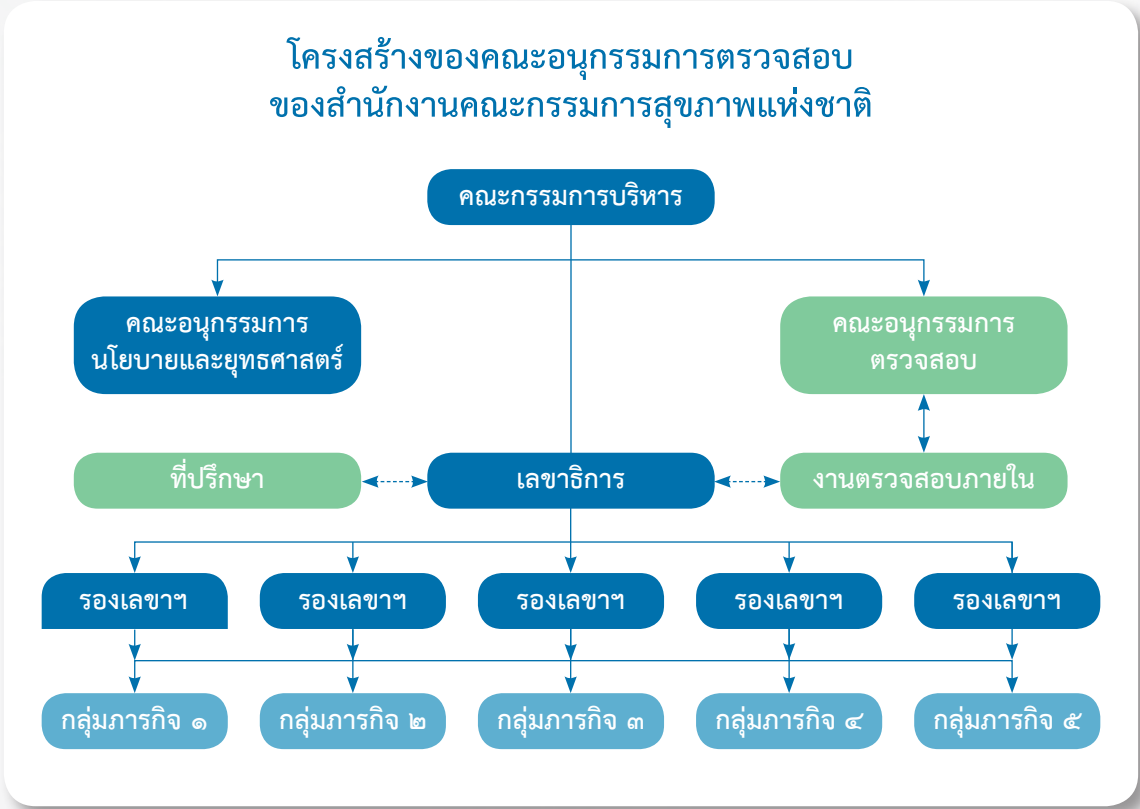 โครงสร้างของคณะอนุกรรมการตรวจสอบ
ของสำนักงานคณะกรรมการสุขภาพแห่งชาติ
คณะกรรมการบริหาร
คณะอนุกรรมการ
นโยบายและยุทธศาสตร์
คณะอนุกรรมการ
ตรวจสอบ
ที่ปรึกษา
เลขาธิการ
งานตรวจสอบภายใน
รองเลขาฯ
รองเลขาฯ
รองเลขาฯ
รองเลขาฯ
รองเลขาฯ
กลุ่มภารกิจ ๑
กลุ่มภารกิจ ๒
กลุ่มภารกิจ ๓
กลุ่มภารกิจ ๔
กลุ่มภารกิจ ๕